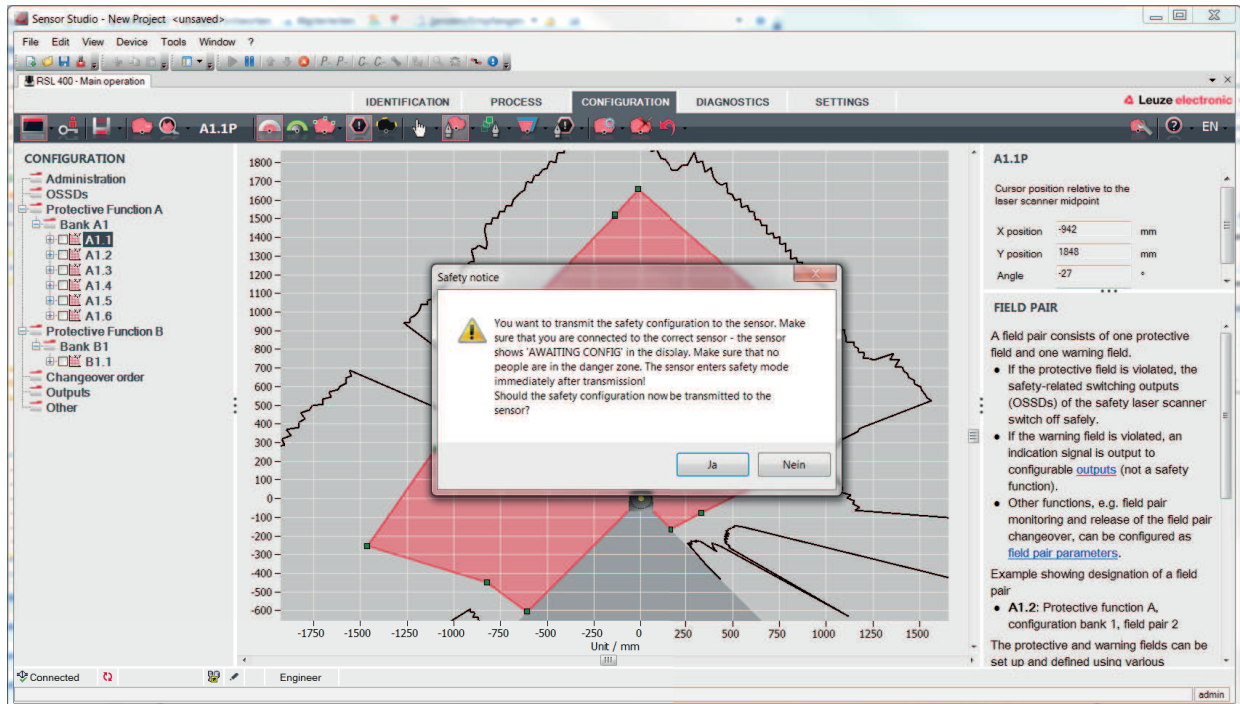 Sensor Studio - New Project <unsaved>
File Edit View Device Tools Window ?
RSL 400 - Main operation
IDENTIFICATION PROCESS CONFIGURATION DIAGNOSTICS SETTINGS
Leuze electronic
A1.1P
EN
CONFIGURATION
Administration
OSSDs
Protective Function A
Bank A1
A1.1
A1.2
A1.3
A1.4
A1.5
A1.6
Protective Function B
Bank B1
B1.1
Changeover order
Outputs
Other
1800
1700
1600
1500
1400
1300
1200
1100
1000
900
800
700
600
500
400
300
200
100
0
-100
-200
-300
-400
-500
-600
-1750 -1500 -1250 -1000 -750 -500 -250 0 250 500 750 1000 1250 1500
Unit / mm
Safety notice
You want to transmit the safety configuration to the sensor. Make
sure that you are connected to the correct sensor - the sensor
shows 'AWAITING CONFIG' in the display. Make sure that no
people are in the danger zone. The sensor enters safety mode
immediately after transmission!
Should the safety configuration now be transmitted to the
sensor?
Ja Nein
A1.1P
Cursor position relative to the
laser scanner midpoint
X position -942 mm
Y position 1848 mm
Angle -27 °
FIELD PAIR
A field pair consists of one protective
field and one warning field.
• If the protective field is violated, the
safety-related switching outputs
(OSSDs) of the safety laser scanner
switch off safely.
• If the warning field is violated, an
indication signal is output to
configurable outputs (not a safety
function).
• Other functions, e.g. field pair
monitoring and release of the field pair
changeover, can be configured as
field pair parameters.
Example showing designation of a field
pair
• A1.2: Protective function A,
configuration bank 1, field pair 2
The protective and warning fields can be
set up and defined using various
Connected
Engineer
admin